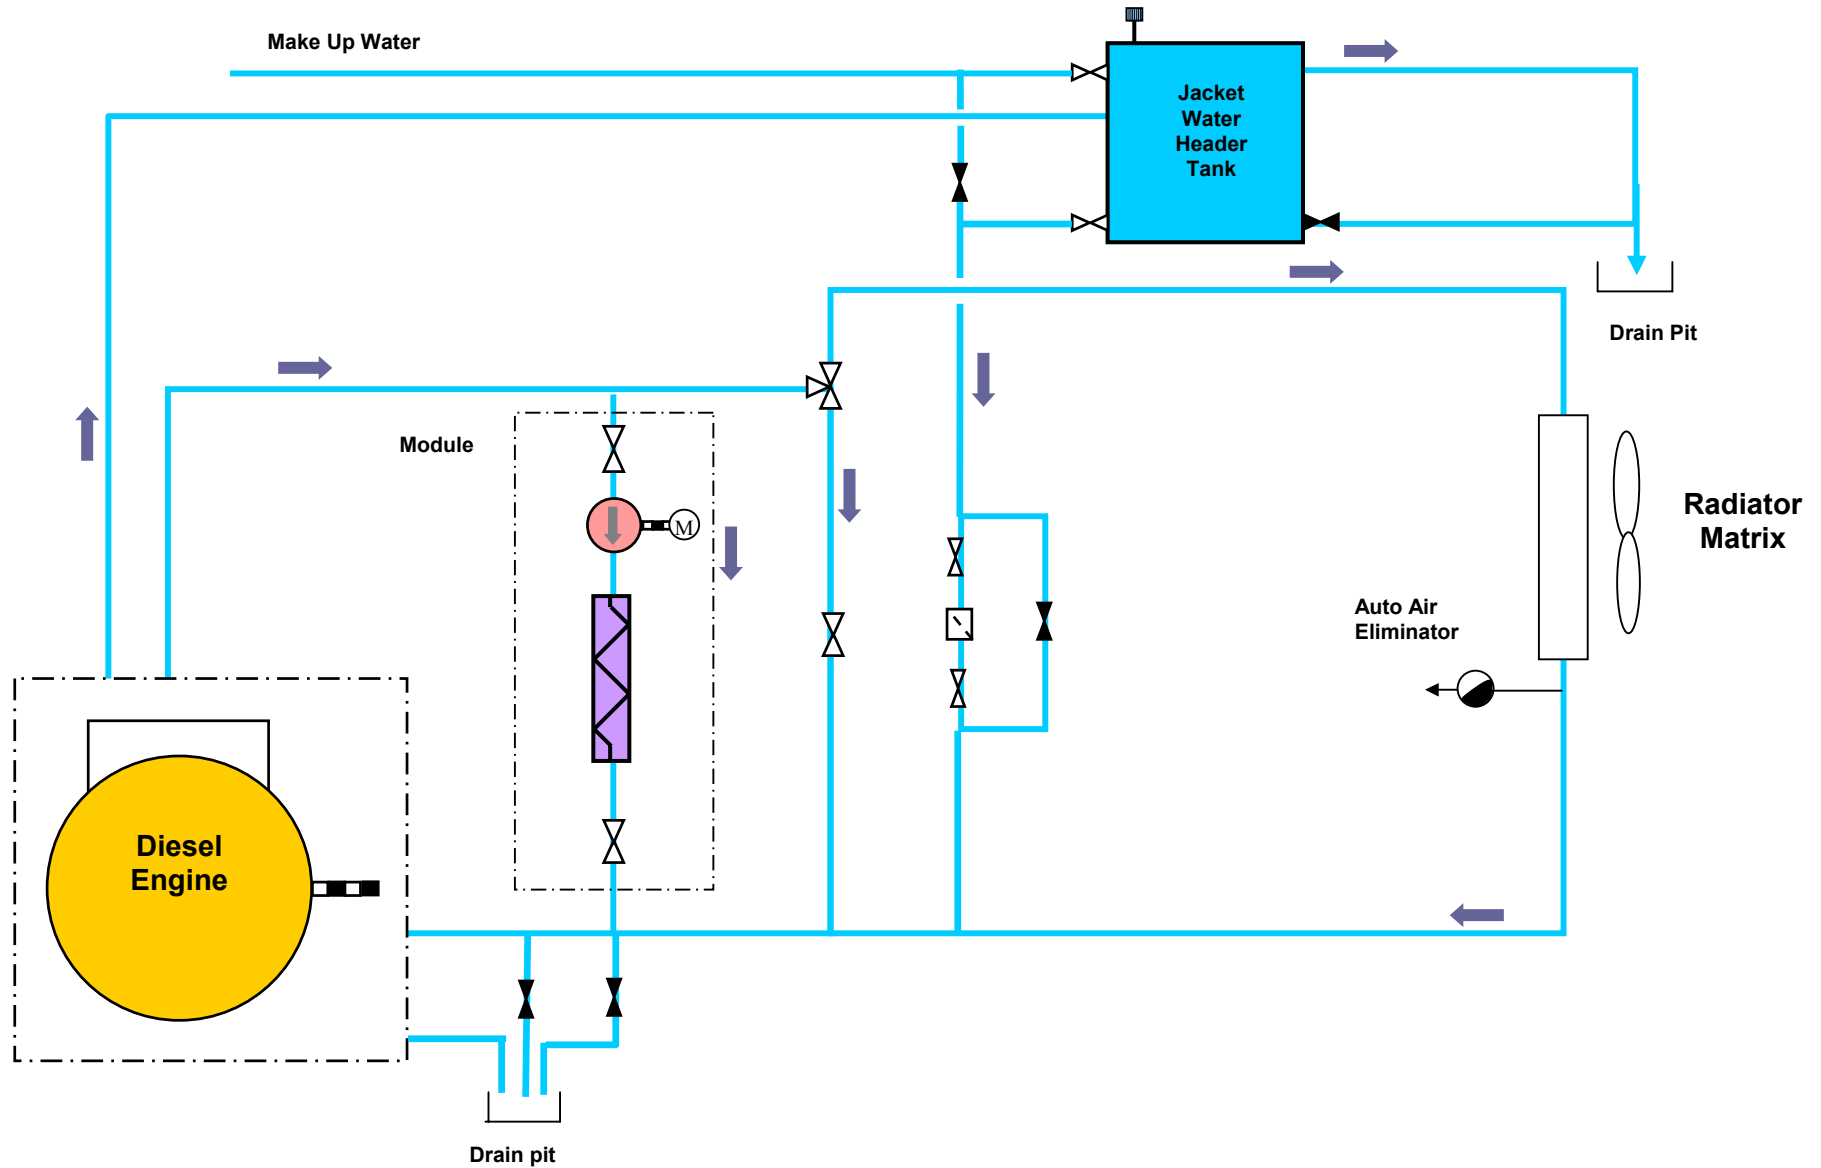 Make Up Water
Jacket
Water
Header
Tank
Drain Pit
Module
M
Radiator
Matrix
Auto Air
Eliminator
Diesel
Engine
Drain pit